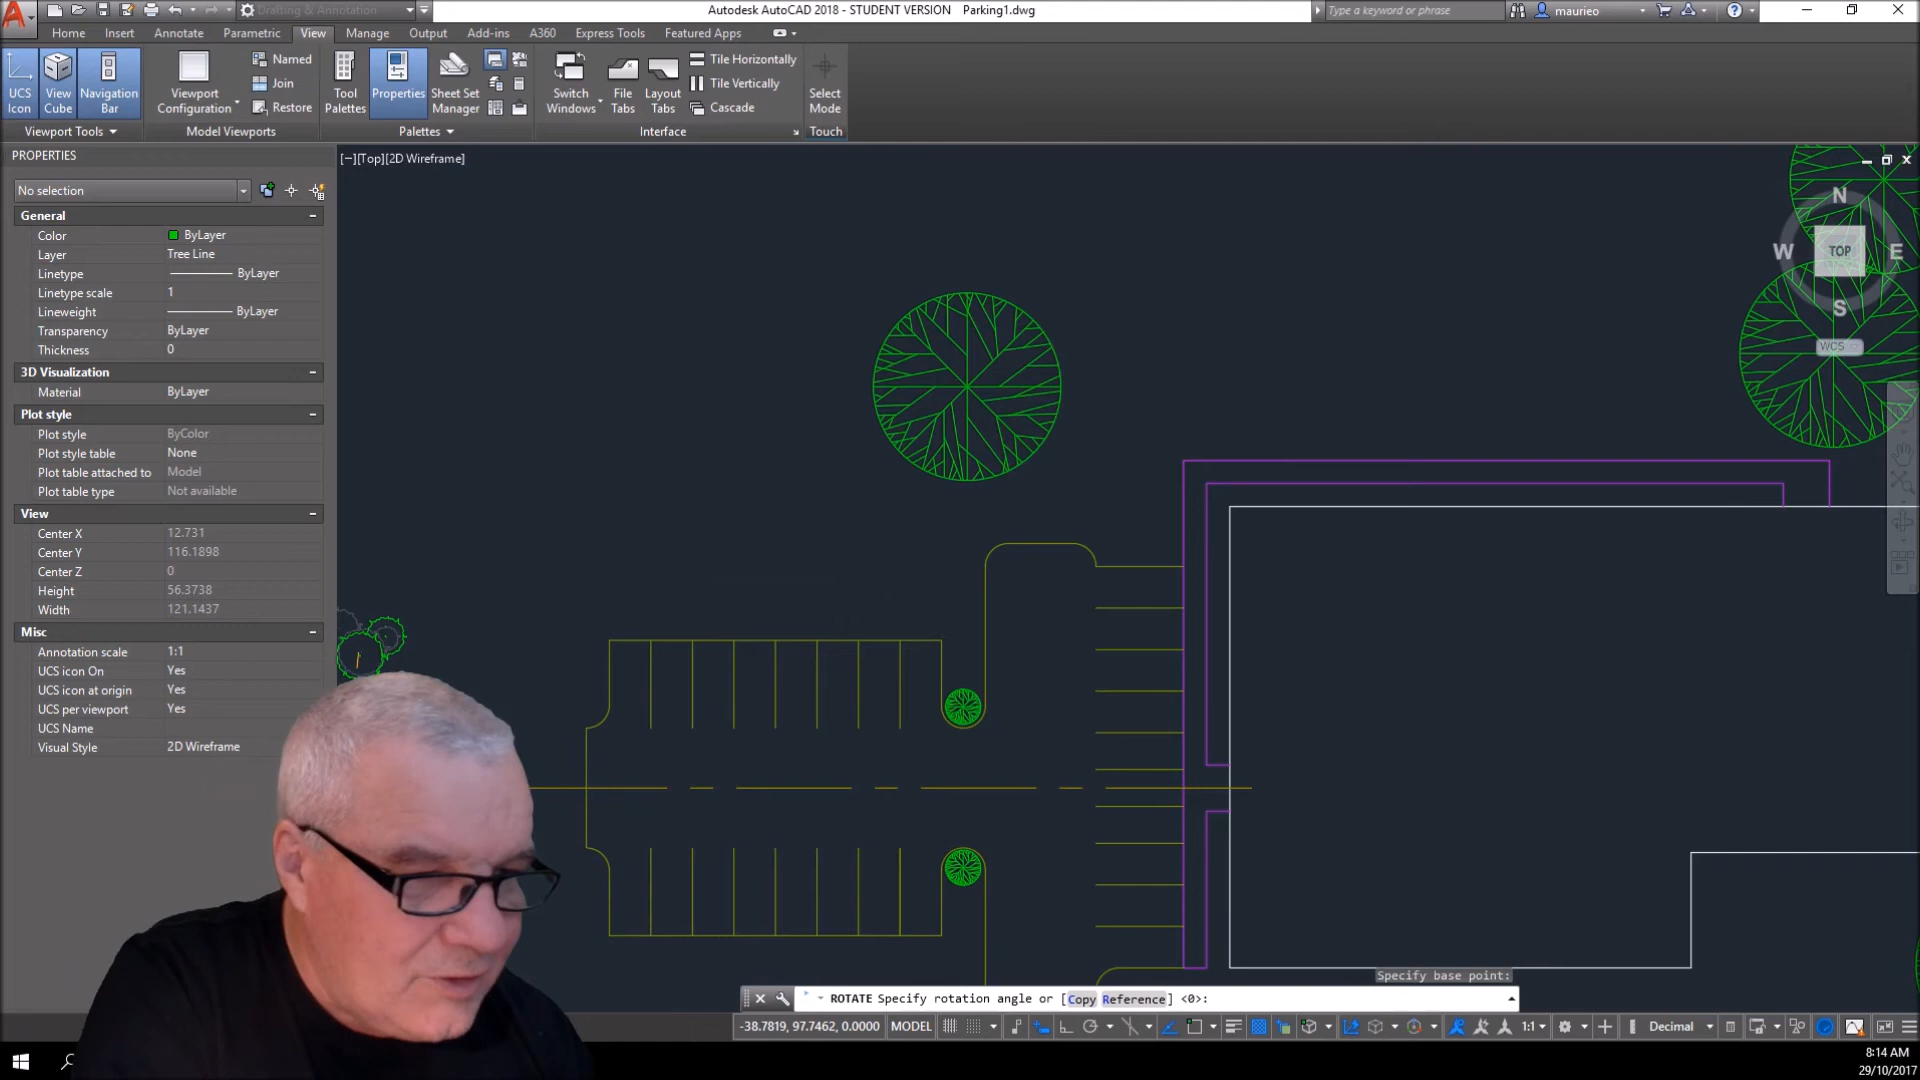 Drafting & Annotation
Autodesk AutoCAD 2018 - STUDENT VERSION Parking1.dwg
Type a keyword or phrase
maurieo
Home Insert Annotate Parametric View Manage Output Add-ins A360 Express Tools Featured Apps
UCS Icon
View Cube
Navigation Bar
Viewport Configuration
Named
Join
Restore
Tool Palettes
Properties
Sheet Set Manager
Switch Windows
File Tabs
Layout Tabs
Tile Horizontally
Tile Vertically
Cascade
Select Mode
Viewport Tools
Model Viewports
Palettes
Interface
Touch
PROPERTIES
[−][Top][2D Wireframe]
No selection
General
Color ByLayer
Layer Tree Line
Linetype ByLayer
Linetype scale 1
Lineweight ByLayer
Transparency ByLayer
Thickness 0
3D Visualization
Material ByLayer
Plot style
Plot style ByColor
Plot style table None
Plot table attached to Model
Plot table type Not available
View
Center X 12.731
Center Y 116.1898
Center Z 0
Height 56.3738
Width 121.1437
Misc
Annotation scale 1:1
UCS icon On Yes
UCS icon at origin Yes
UCS per viewport Yes
UCS Name
Visual Style 2D Wireframe
N
W TOP E
S
WCS
Specify base point:
ROTATE Specify rotation angle or [Copy Reference] <0>:
-38.7819, 97.7462, 0.0000 MODEL 1:1 Decimal
8:14 AM
29/10/2017